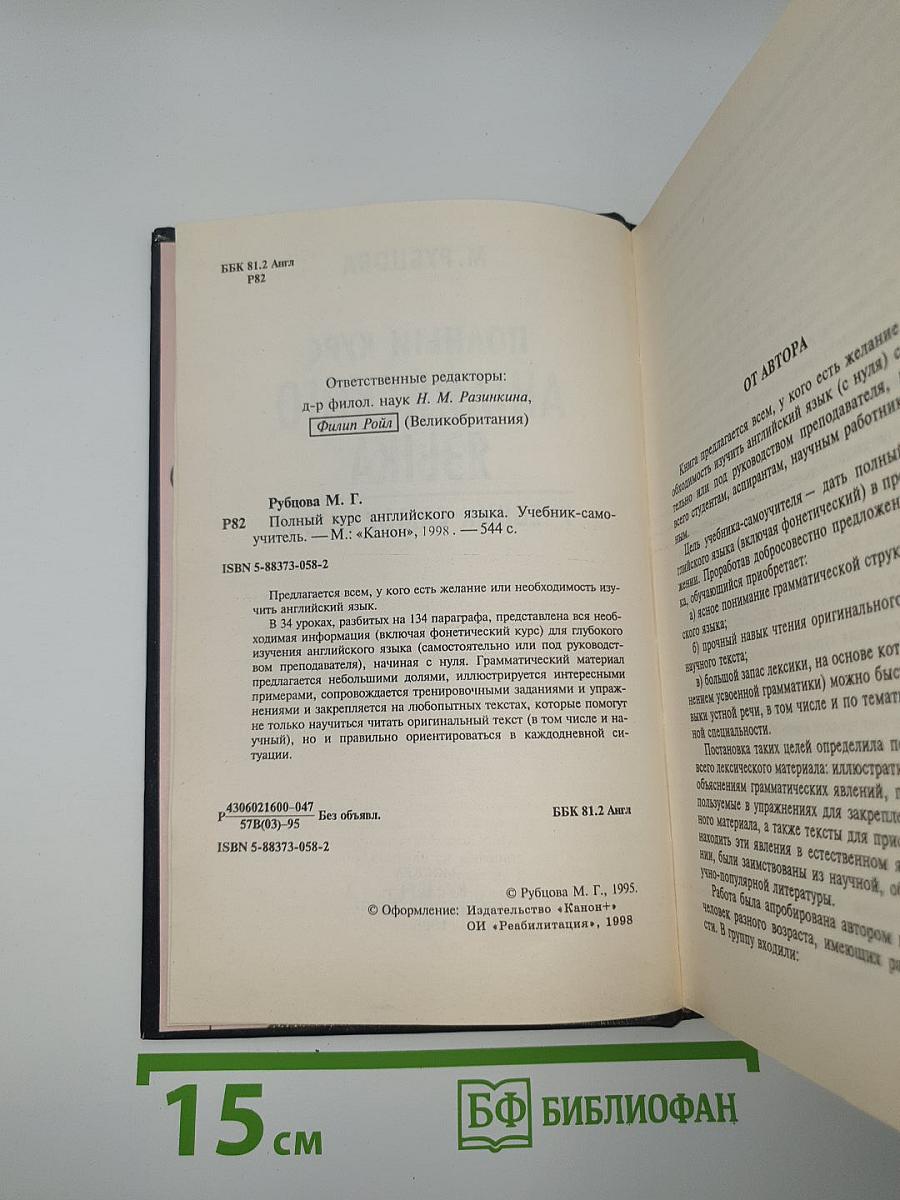 ББК 81.2 Англ
Р82
Ответственные редакторы:
д-р филол. наук Н. М. Разинкина,
Филип Ройл (Великобритания)
Рубцова М. Г.
Р82 Полный курс английского языка. Учебник-само-
учитель. — М.: «Канон», 1998. — 544 с.
ISBN 5-88373-058-2
Предлагается всем, у кого есть желание или необходимость изу-
чить английский язык.
В 34 уроках, разбитых на 134 параграфа, представлена вся необ-
ходимая информация (включая фонетический курс) для глубокого
изучения английского языка (самостоятельно или под руководст-
вом преподавателя), начиная с нуля. Грамматический материал
предлагается небольшими долями, иллюстрируется интересными
примерами, сопровождается тренировочными заданиями и упраж-
нениями и закрепляется на любопытных текстах, которые помогут
не только научиться читать оригинальный текст (в том числе и на-
учный), но и правильно ориентироваться в каждодневной си-
туации.
Р 4306021600-047
57В(03)-95 Без объявл.
ББК 81.2 Англ
ISBN 5-88373-058-2
© Рубцова М. Г., 1995.
© Оформление: Издательство «Канон+»
ОИ «Реабилитация», 1998
ОТ АВТОРА
Книга предлагается всем, у кого есть желание
обходимость изучить английский язык (с нуля) с
тельно или под руководством преподавателя,
всего студентам, аспирантам, научным работник
ным.
Цель учебника-самоучителя — дать полный
глийского языка (включая фонетический) в пр
жении. Проработав добросовестно предложен
ка, обучающийся приобретает:
а) ясное понимание грамматической струк
ского языка;
б) прочный навык чтения оригинального
научного текста;
в) большой запас лексики, на основе кот
нением усвоенной грамматики) можно быс
выки устной речи, в том числе и по темати
ной специальности.
Постановка таких целей определила п
всего лексического материала: иллюстрати
объяснениям грамматических явлений,
пользуемые в упражнениях для закрепле
ного материала, а также тексты для при
находить эти явления в естественном я
нии, были заимствованы из научной, об
учно-популярной литературы.
Работа была апробирована автором
человек разного возраста, имеющих ра
сти. В группу входили:
15 см
БФ БИБЛИОФАН